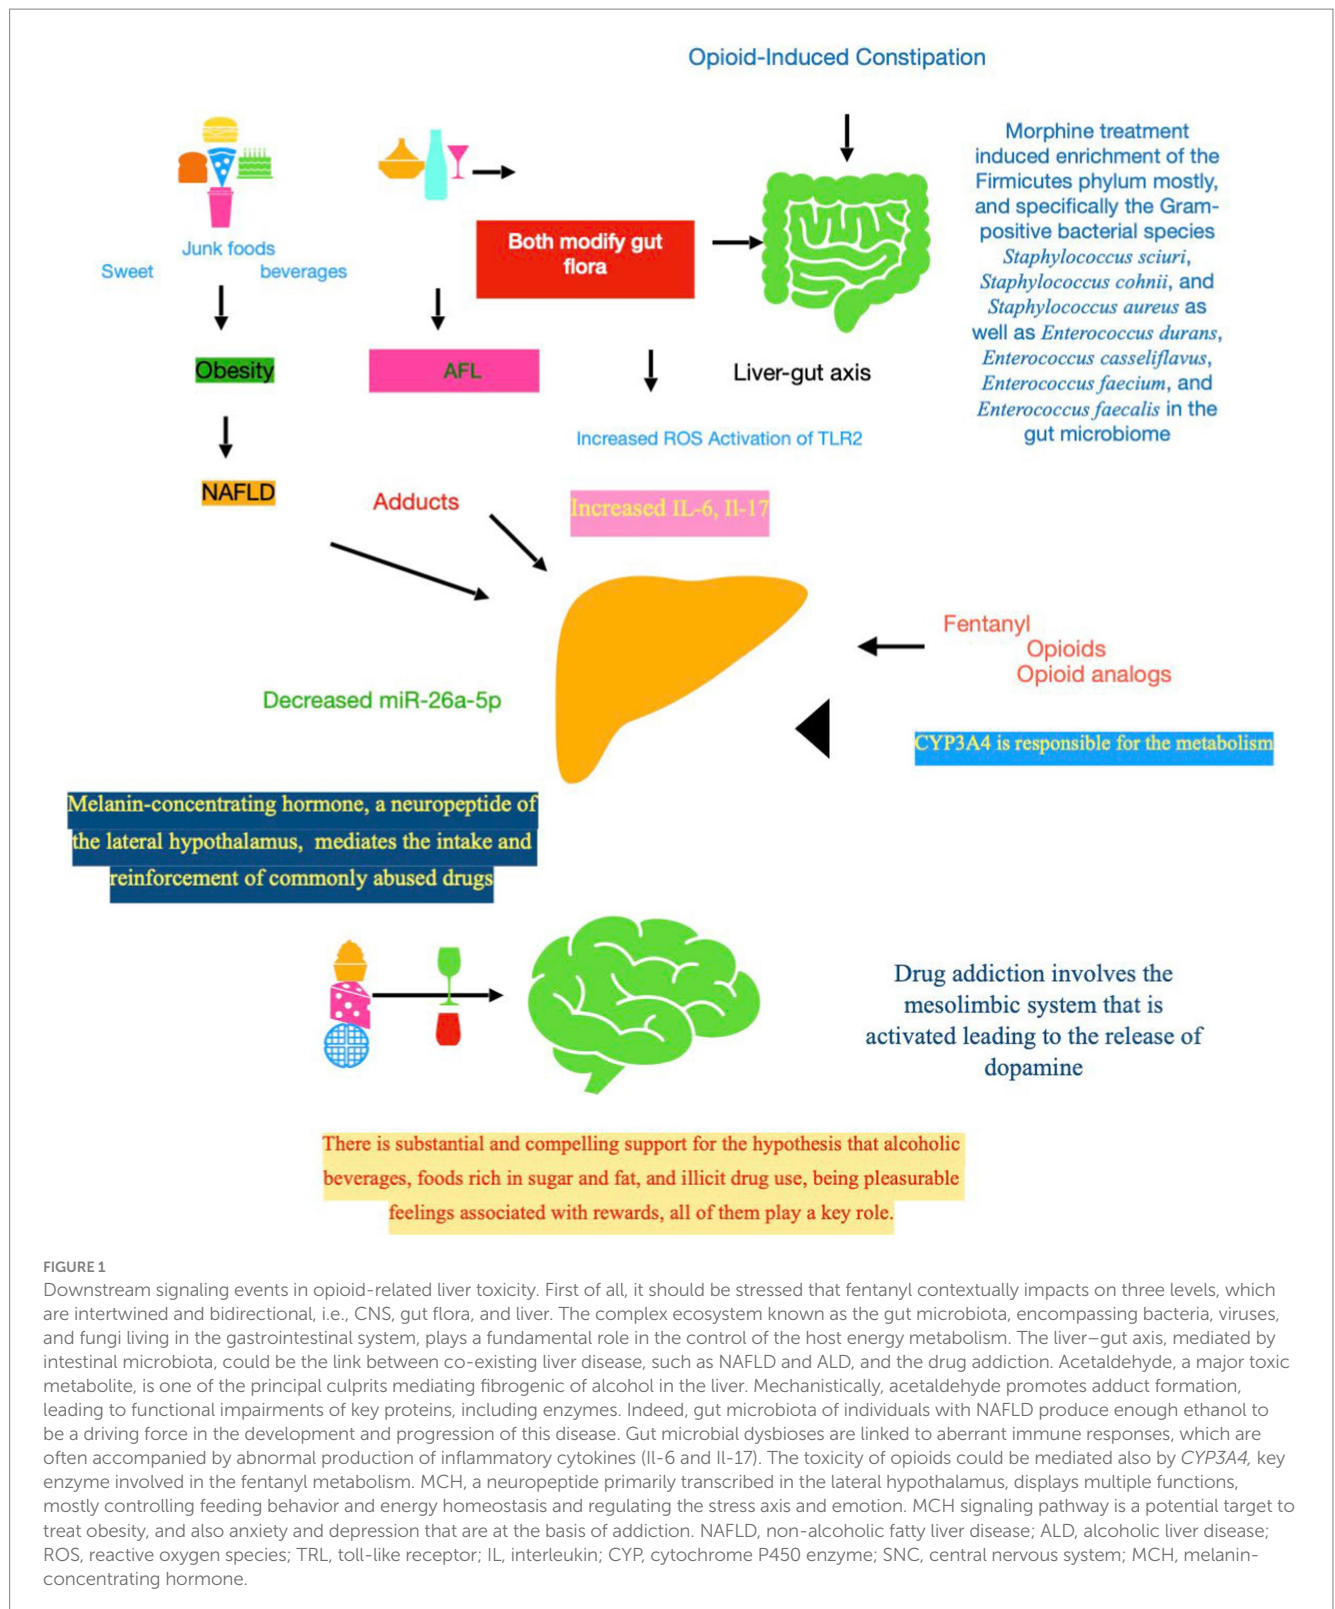 Opioid-Induced Constipation
Morphine treatment
induced enrichment of the
Firmicutes phylum mostly,
and specifically the Gram-
positive bacterial species
Staphylococcus sciuri,
Staphylococcus cohnii, and
Staphylococcus aureus as
well as Enterococcus durans,
Enterococcus casseliflavus,
Enterococcus faecium, and
Enterococcus faecalis in the
gut microbiome
Junk foods
Sweet beverages
Both modify gut
flora
Obesity
AFL
Liver-gut axis
Increased ROS Activation of TLR2
NAFLD
Adducts
Increased IL-6, Il-17
Fentanyl
Opioids
Opioid analogs
Decreased miR-26a-5p
CYP3A4 is responsible for the metabolism
Melanin-concentrating hormone, a neuropeptide of
the lateral hypothalamus, mediates the intake and
reinforcement of commonly abused drugs
Drug addiction involves the
mesolimbic system that is
activated leading to the release of
dopamine
There is substantial and compelling support for the hypothesis that alcoholic
beverages, foods rich in sugar and fat, and illicit drug use, being pleasurable
feelings associated with rewards, all of them play a key role.
FIGURE 1
Downstream signaling events in opioid-related liver toxicity. First of all, it should be stressed that fentanyl contextually impacts on three levels, which
are intertwined and bidirectional, i.e., CNS, gut flora, and liver. The complex ecosystem known as the gut microbiota, encompassing bacteria, viruses,
and fungi living in the gastrointestinal system, plays a fundamental role in the control of the host energy metabolism. The liver–gut axis, mediated by
intestinal microbiota, could be the link between co-existing liver disease, such as NAFLD and ALD, and the drug addiction. Acetaldehyde, a major toxic
metabolite, is one of the principal culprits mediating fibrogenic of alcohol in the liver. Mechanistically, acetaldehyde promotes adduct formation,
leading to functional impairments of key proteins, including enzymes. Indeed, gut microbiota of individuals with NAFLD produce enough ethanol to
be a driving force in the development and progression of this disease. Gut microbial dysbioses are linked to aberrant immune responses, which are
often accompanied by abnormal production of inflammatory cytokines (Il-6 and Il-17). The toxicity of opioids could be mediated also by CYP3A4, key
enzyme involved in the fentanyl metabolism. MCH, a neuropeptide primarily transcribed in the lateral hypothalamus, displays multiple functions,
mostly controlling feeding behavior and energy homeostasis and regulating the stress axis and emotion. MCH signaling pathway is a potential target to
treat obesity, and also anxiety and depression that are at the basis of addiction. NAFLD, non-alcoholic fatty liver disease; ALD, alcoholic liver disease;
ROS, reactive oxygen species; TRL, toll-like receptor; IL, interleukin; CYP, cytochrome P450 enzyme; SNC, central nervous system; MCH, melanin-
concentrating hormone.